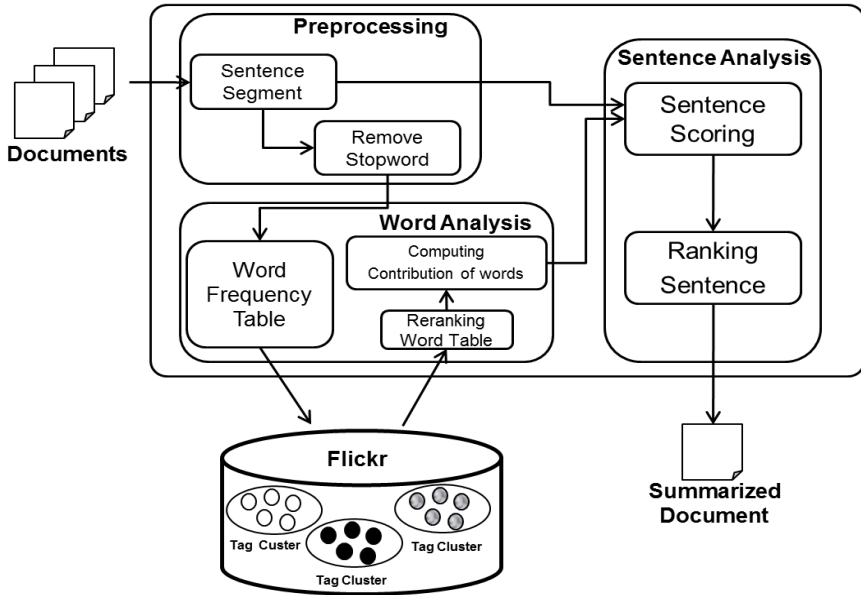 Preprocessing
Sentence
Segment
Remove
Stopword
Documents
Word Analysis
Word
Frequency
Table
Computing
Contribution of words
Reranking
Word Table
Sentence Analysis
Sentence
Scoring
Ranking
Sentence
Flickr
Tag Custer
Tag Cluster
Tag Cluster
Summarized
Document